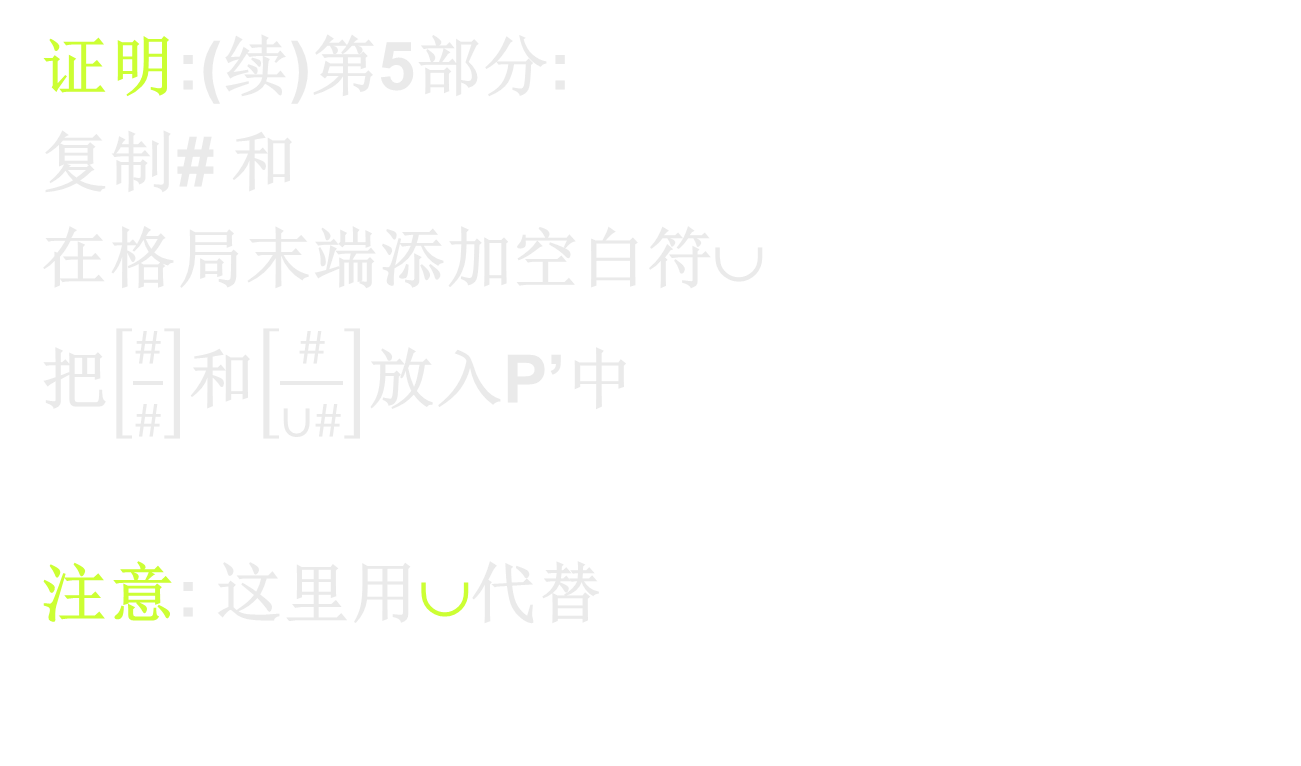 证明:(续)第5部分:
复制# 和
在格局末端添加空白符∪
把[#/#]和[#/∪#]放入P’中
注意: 这里用∪代替